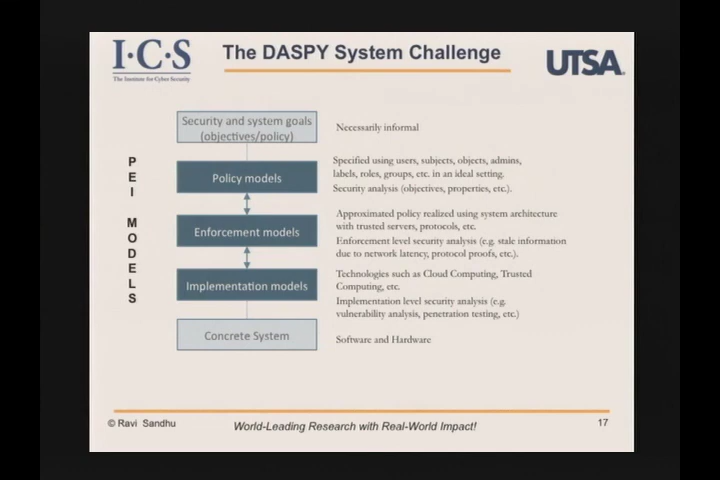 I·C·S
The Institute for Cyber Security
The DASPY System Challenge
UTSA
PEI MODELS
Security and system goals
(objectives/policy)
Necessarily informal
Policy models
Specified using users, subjects, objects, admins,
labels, roles, groups, etc. in an ideal setting.
Security analysis (objectives, properties, etc.).
Enforcement models
Approximated policy realized using system architecture
with trusted servers, protocols, etc.
Enforcement level security analysis (e.g. stale information
due to network latency, protocol proofs, etc.).
Implementation models
Technologies such as Cloud Computing, Trusted
Computing, etc.
Implementation level security analysis (e.g.
vulnerability analysis, penetration testing, etc.)
Concrete System
Software and Hardware
© Ravi Sandhu
World-Leading Research with Real-World Impact!
17